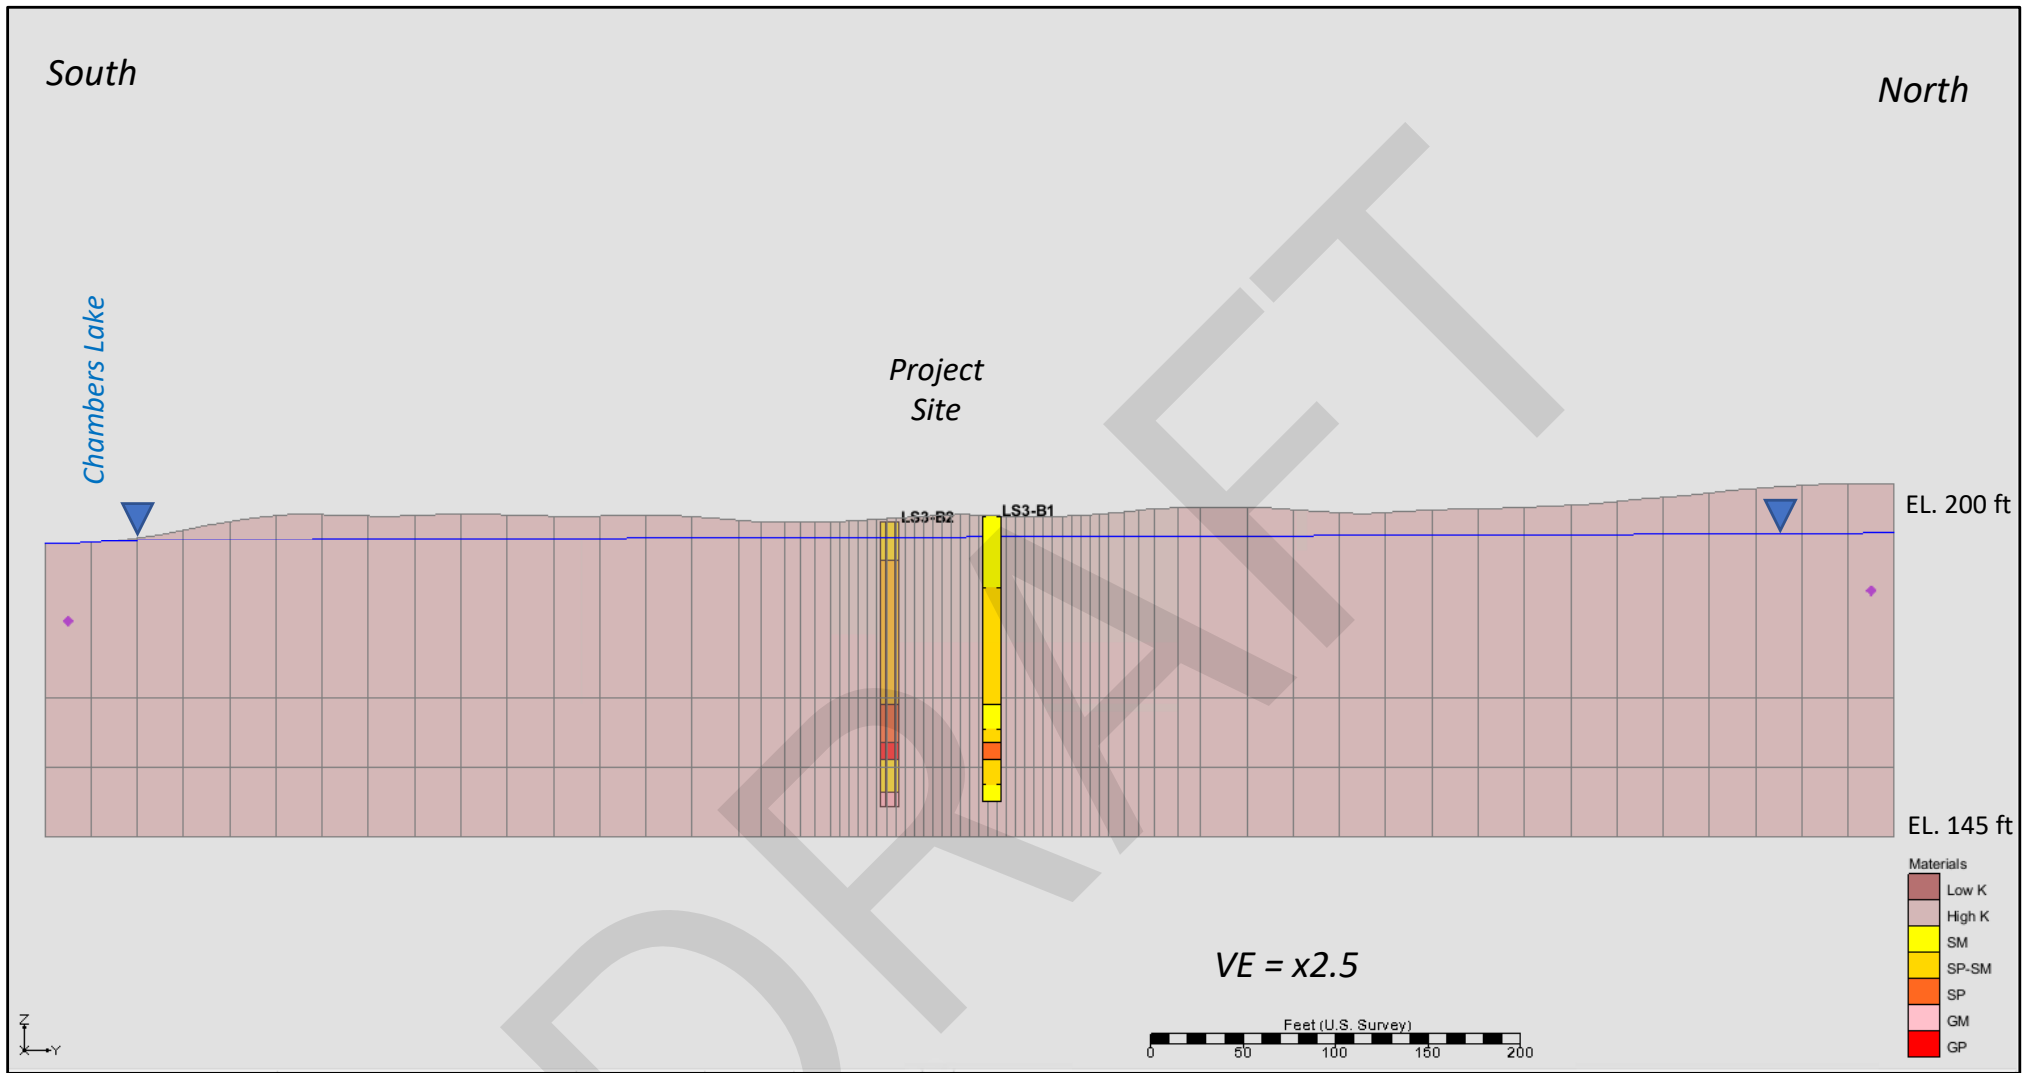 South
North
Chambers Lake
Project
Site
LS3-B2
LS3-B1
EL. 200 ft
EL. 145 ft
DRAFT
VE = x2.5
Materials
Low K
High K
SM
SP-SM
SP
GM
GP
Feet (U.S. Survey)
0 50 100 150 200
Z
Y